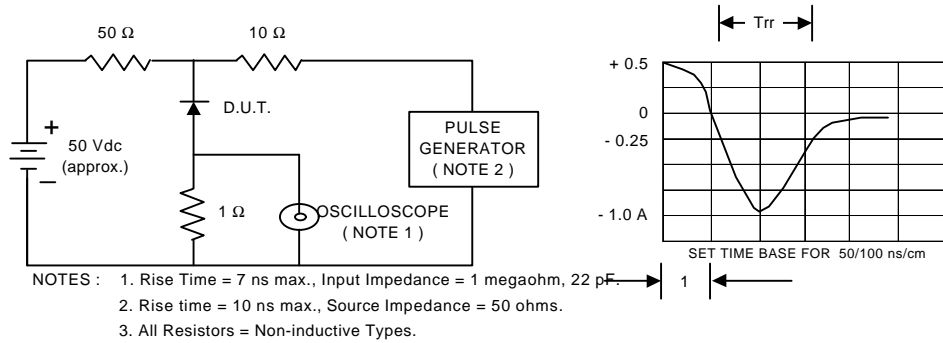 50 Ω
10 Ω
Trr
+ 0.5
0
- 0.25
- 1.0 A
D.U.T.
+
50 Vdc
(approx.)
−
1 Ω
PULSE
GENERATOR
( NOTE 2 )
OSCILLOSCOPE
( NOTE 1 )
SET TIME BASE FOR 50/100 ns/cm
1
NOTES : 1. Rise Time = 7 ns max., Input Impedance = 1 megaohm, 22 pF.
2. Rise time = 10 ns max., Source Impedance = 50 ohms.
3. All Resistors = Non-inductive Types.